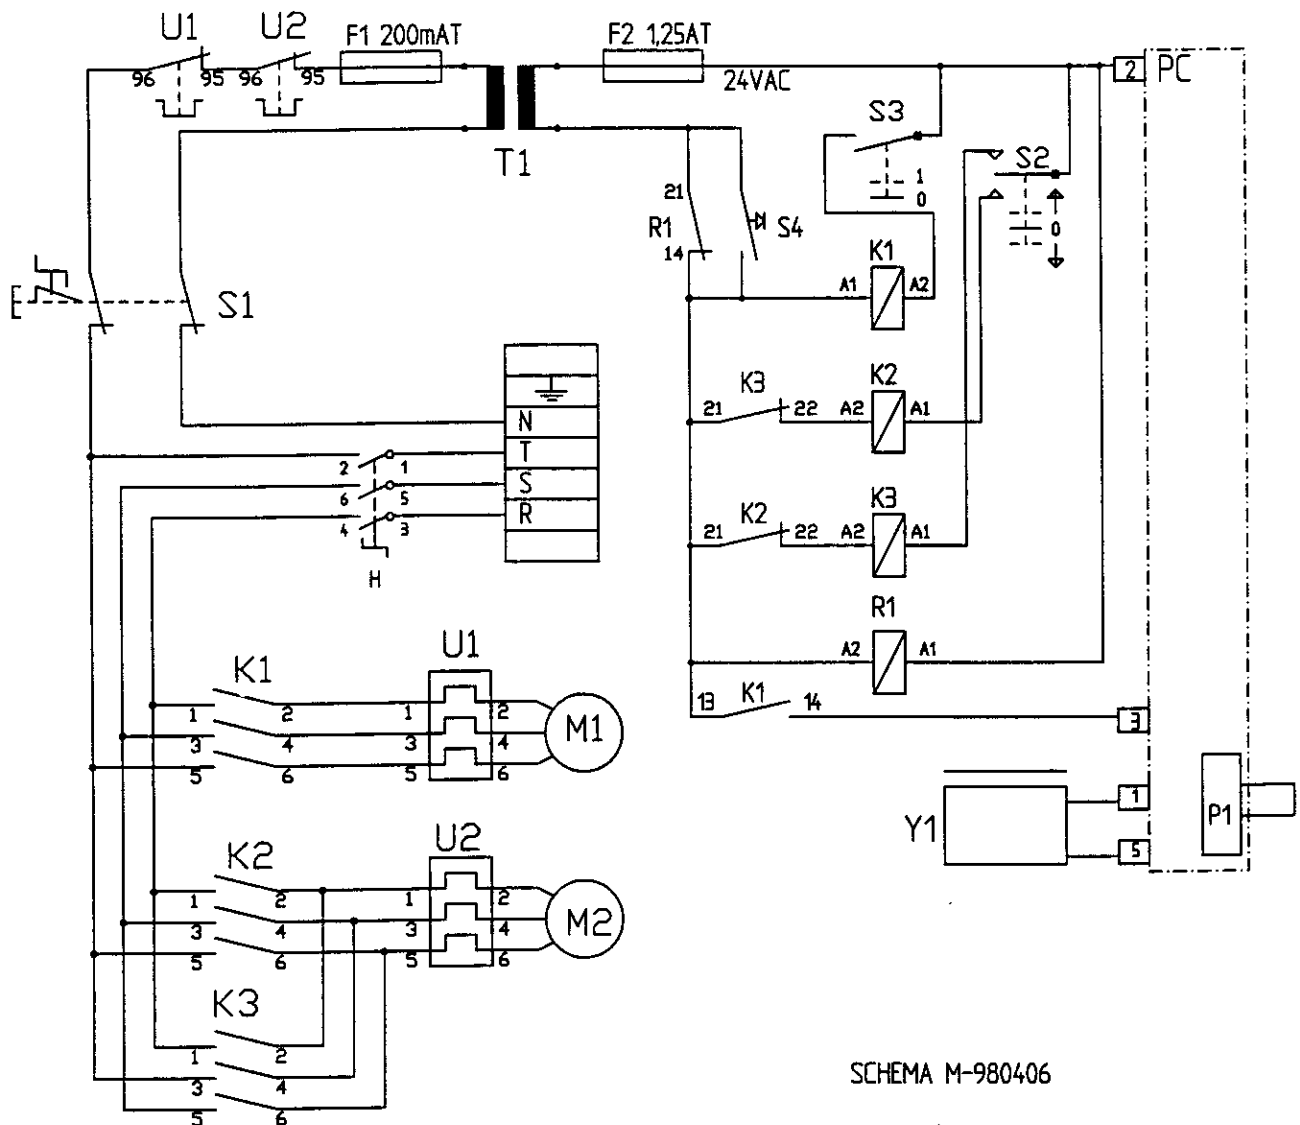 U1 U2 F1 200mAT F2 1,25AT
96 95 96 95 24VAC 2 PC
T1 S3 S2
1
0
0
21
R1 S4
14
K1
A1 A2
S1
K3 K2
21 22 A2 A1
N
T
S
R
2 1
6 5
4 3
H
K2 K3
21 22 A2 A1
R1
A2 A1
K1
13 14 3
K1 U1
1 2 1 2
3 4 3 4
5 6 5 6
M1
Y1 1
5
P1
K2 U2
1 2 1 2
3 4 3 4
5 6 5 6
M2
K3
1 2
3 4
5 6
SCHEMA M-980406